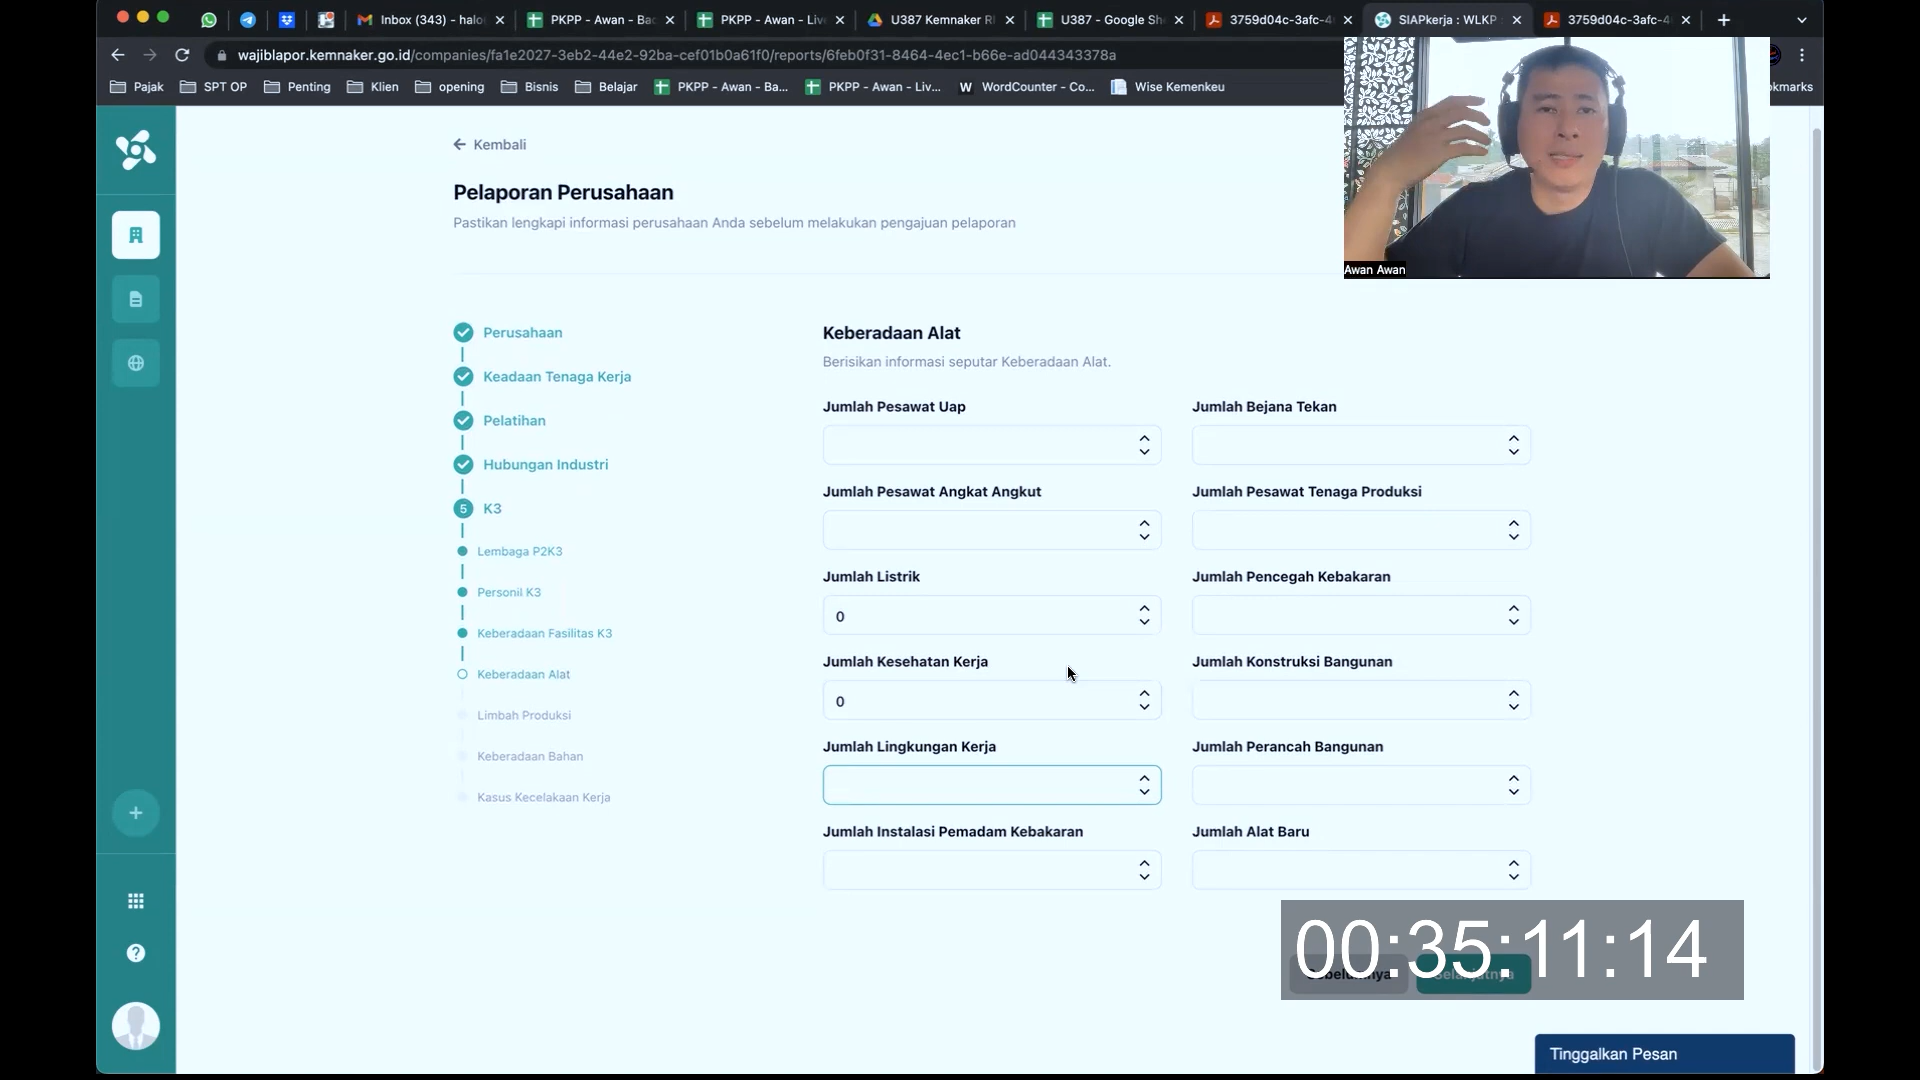 Inbox (343) - halo
PKPP - Awan - Bac
PKPP - Awan - Live
U387 Kemnaker RI
U387 - Google She
3759d04c-3afc-4
SIAPkerja : WLKP
3759d04c-3afc-4
wajiblapor.kemnaker.go.id/companies/fa1e2027-3eb2-44e2-92ba-cef01b0a61f0/reports/6feb0f31-8464-4ec1-b66e-ad044343378a
Pajak
SPT OP
Penting
Klien
opening
Bisnis
Belajar
PKPP - Awan - Ba...
PKPP - Awan - Liv...
WordCounter - Co...
Wise Kemenkeu
okmarks
Awan Awan
Kembali
Pelaporan Perusahaan
Pastikan lengkapi informasi perusahaan Anda sebelum melakukan pengajuan pelaporan
Perusahaan
Keadaan Tenaga Kerja
Pelatihan
Hubungan Industri
5 K3
Lembaga P2K3
Personil K3
Keberadaan Fasilitas K3
Keberadaan Alat
Limbah Produksi
Keberadaan Bahan
Kasus Kecelakaan Kerja
Keberadaan Alat
Berisikan informasi seputar Keberadaan Alat.
Jumlah Pesawat Uap
Jumlah Bejana Tekan
Jumlah Pesawat Angkat Angkut
Jumlah Pesawat Tenaga Produksi
Jumlah Listrik
0
Jumlah Pencegah Kebakaran
Jumlah Kesehatan Kerja
0
Jumlah Konstruksi Bangunan
Jumlah Lingkungan Kerja
Jumlah Perancah Bangunan
Jumlah Instalasi Pemadam Kebakaran
Jumlah Alat Baru
00:35:11:14
Sebelumnya
Selanjutnya
Tinggalkan Pesan